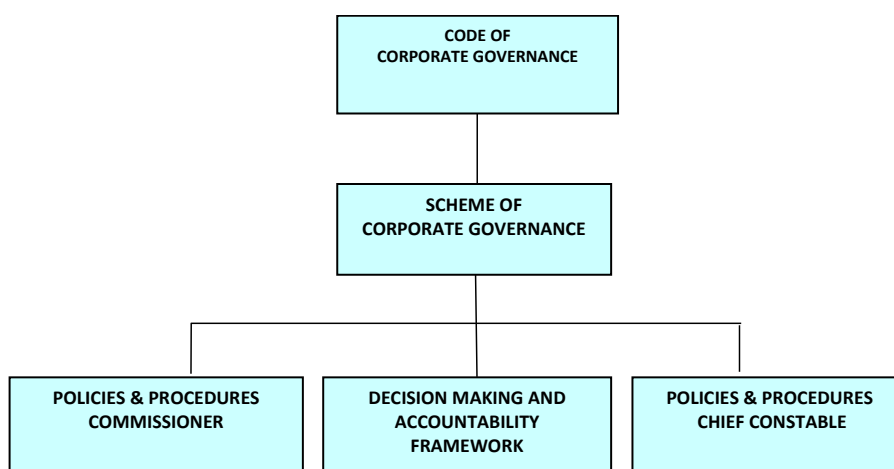 CODE OF
CORPORATE GOVERNANCE
SCHEME OF
CORPORATE GOVERNANCE
POLICIES & PROCEDURES
COMMISSIONER
DECISION MAKING AND
ACCOUNTABILITY
FRAMEWORK
POLICIES & PROCEDURES
CHIEF CONSTABLE